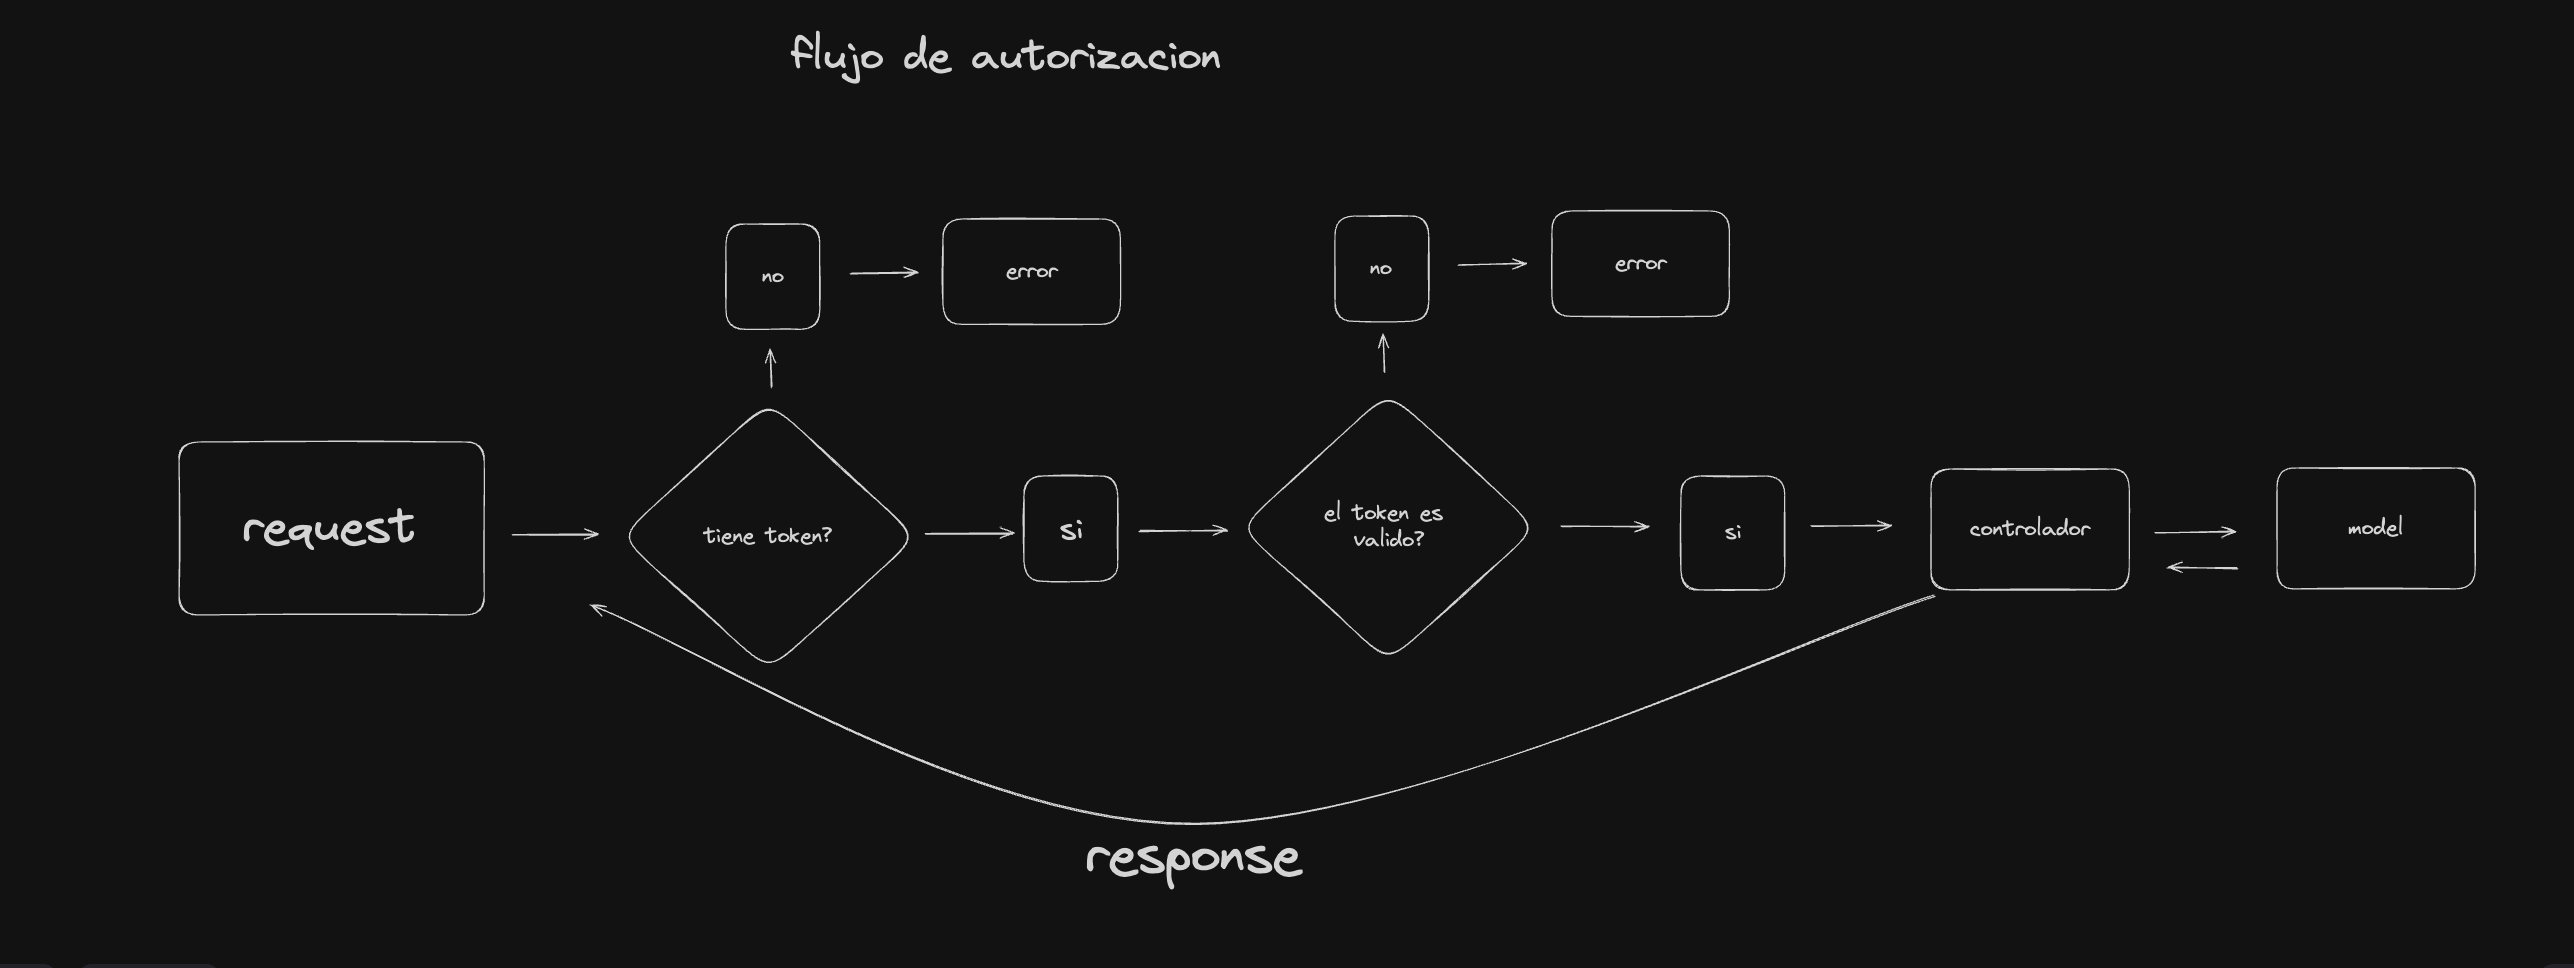 flujo de autorizacion
no
error
no
error
request
tiene token?
si
el token es
valido?
si
controlador
model
response